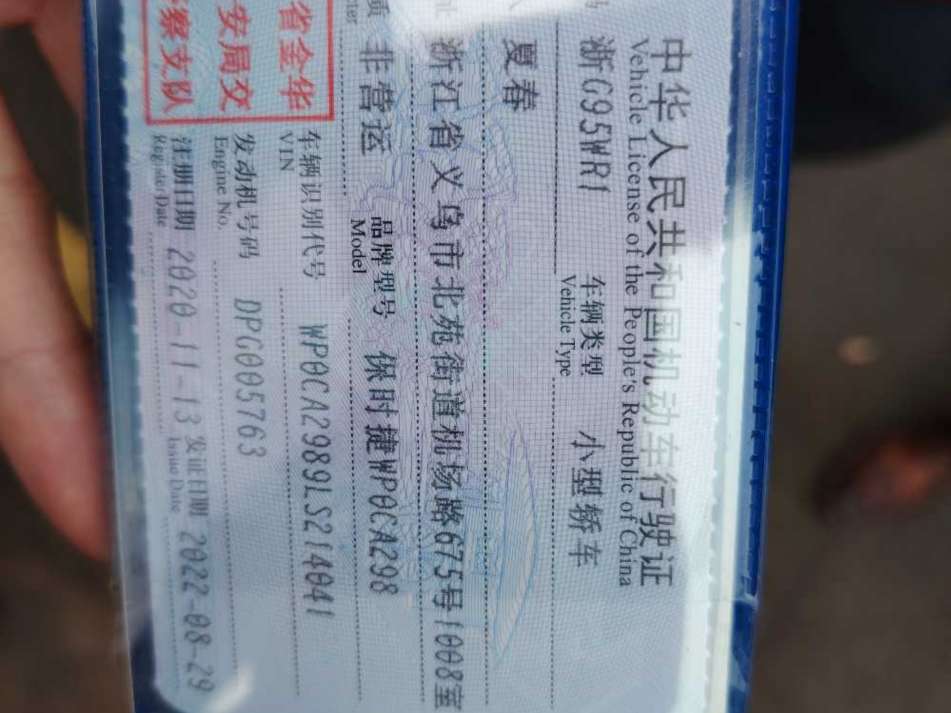 中华人民共和国机动车行驶证
Vehicle License of the People's Republic of China
浙G95WR1
车辆类型 小型轿车
Vehicle Type
夏春
浙江省义乌市北苑街道机场路675号1008室
非营运
品牌型号 保时捷WP0CA298
Model
省金华
安局交
察支队
车辆识别代号 WP0CA2989LS214041
VIN
发动机号码 DPG005763
Engine No.
注册日期 2020-11-13 发证日期 2022-08-29
Register Date Issue Date